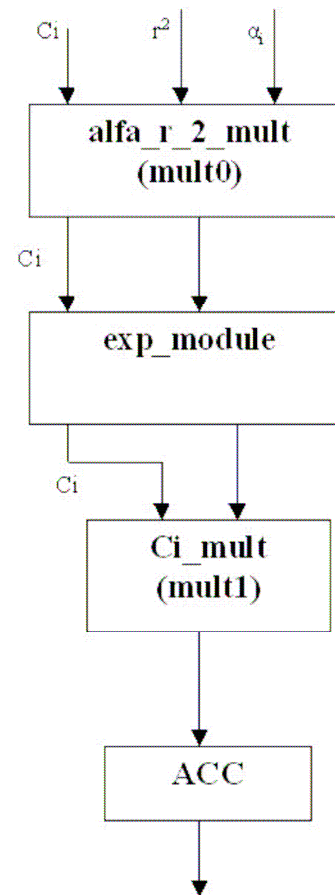 Ci r² αᵢ
alfa_r_2_mult
(mult0)
Ci
exp_module
Ci
Ci_mult
(mult1)
ACC